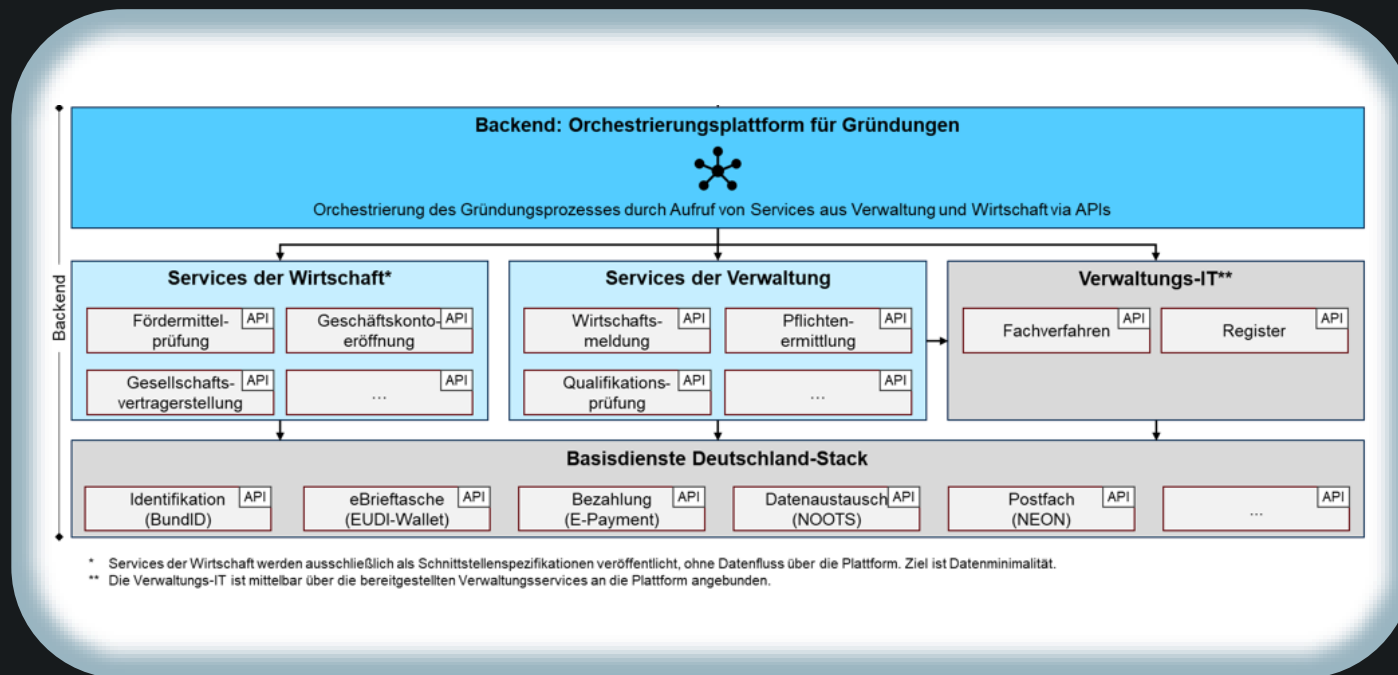 Backend: Orchestrierungsplattform für Gründungen
Orchestrierung des Gründungsprozesses durch Aufruf von Services aus Verwaltung und Wirtschaft via APIs
Backend
Services der Wirtschaft*
Fördermittel-
prüfung
API
Geschäftskonto-
eröffnung
API
Gesellschafts-
vertragerstellung
API
...
API
Services der Verwaltung
Wirtschafts-
meldung
API
Pflichten-
ermittlung
API
Qualifikations-
prüfung
API
...
API
Verwaltungs-IT**
Fachverfahren
API
Register
API
Basisdienste Deutschland-Stack
Identifikation
(BundID)
API
eBrieftasche
(EUDI-Wallet)
API
Bezahlung
(E-Payment)
API
Datenaustausch
(NOOTS)
API
Postfach
(NEON)
API
...
API
* Services der Wirtschaft werden ausschließlich als Schnittstellenspezifikationen veröffentlicht, ohne Datenfluss über die Plattform. Ziel ist Datenminimalität.
** Die Verwaltungs-IT ist mittelbar über die bereitgestellten Verwaltungsservices an die Plattform angebunden.